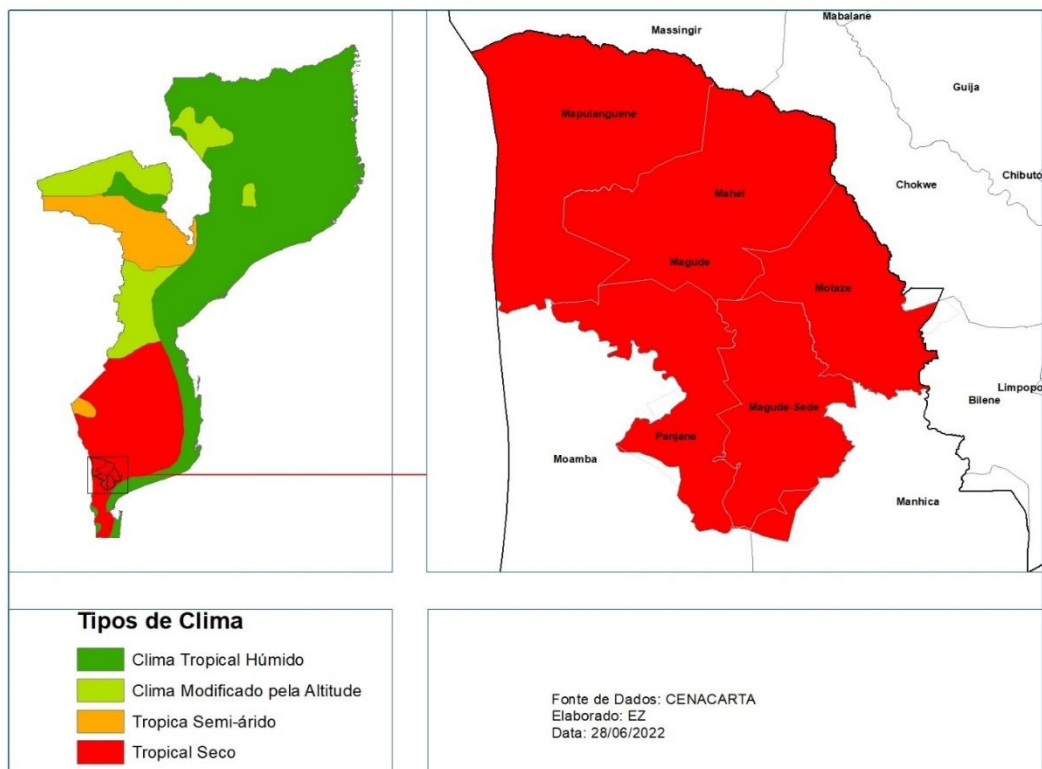 Mabalane
Massingir
Guija
Mapulanguene
Chibuto
Chokwe
Mahel
Magude
Motaze
Limpopo
Bilene
Magude-Sede
Panjane
Moamba
Manhica
Tipos de Clima
Clima Tropical Húmido
Clima Modificado pela Altitude
Tropica Semi-árido
Tropical Seco
Fonte de Dados: CENACARTA
Elaborado: EZ
Data: 28/06/2022